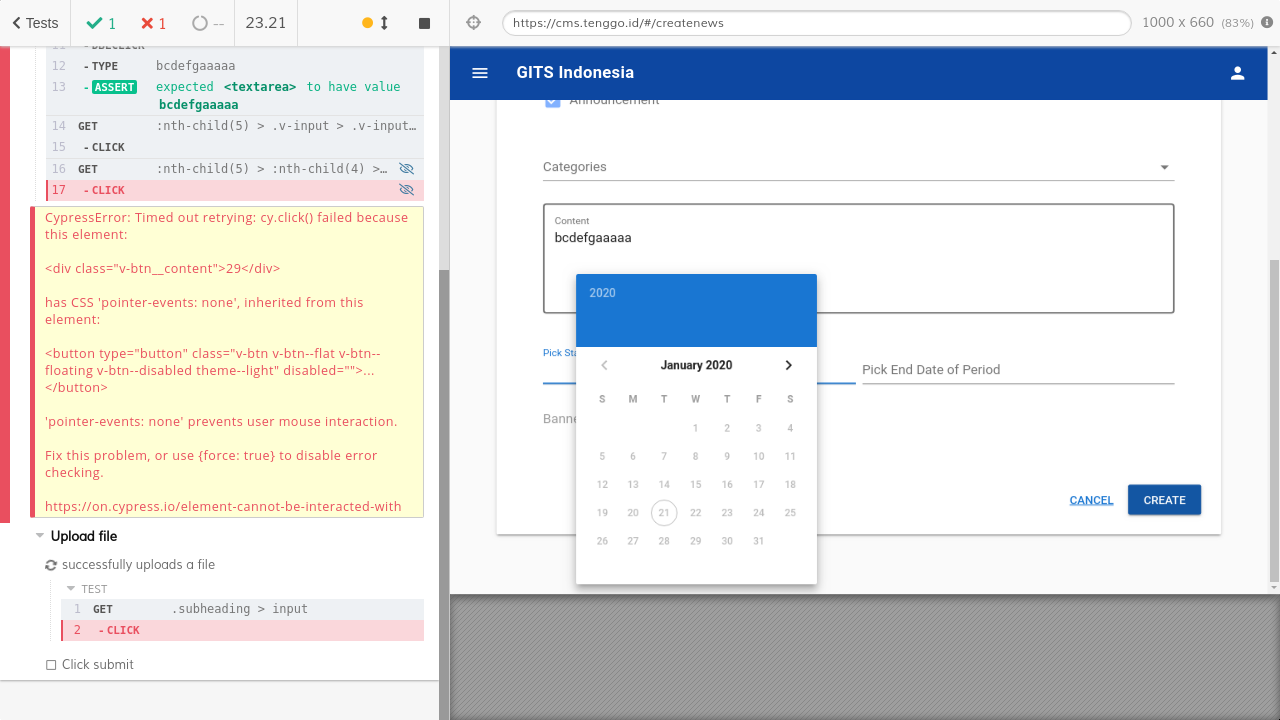 Tests
1
1
--
23.21
https://cms.tenggo.id/#/createnews
1000 x 660 (83%)
11 - DBLCLICK
12 - TYPE bcdefgaaaaa
13 - ASSERT expected <textarea> to have value
bcdefgaaaaa
14 GET :nth-child(5) > .v-input > .v-input…
15 - CLICK
16 GET :nth-child(5) > :nth-child(4) >…
17 - CLICK
CypressError: Timed out retrying: cy.click() failed because
this element:
<div class="v-btn__content">29</div>
has CSS 'pointer-events: none', inherited from this
element:
<button type="button" class="v-btn v-btn--flat v-btn--
floating v-btn--disabled theme--light" disabled="">...
</button>
'pointer-events: none' prevents user mouse interaction.
Fix this problem, or use {force: true} to disable error
checking.
https://on.cypress.io/element-cannot-be-interacted-with
Upload file
successfully uploads a file
TEST
1 GET .subheading > input
2 - CLICK
Click submit
GITS Indonesia
Announcement
Categories
Content
bcdefgaaaaa
2020
January 2020
S M T W T F S
1 2 3 4
5 6 7 8 9 10 11
12 13 14 15 16 17 18
19 20 21 22 23 24 25
26 27 28 29 30 31
Pick
Pick End Date of Period
CANCEL
CREATE